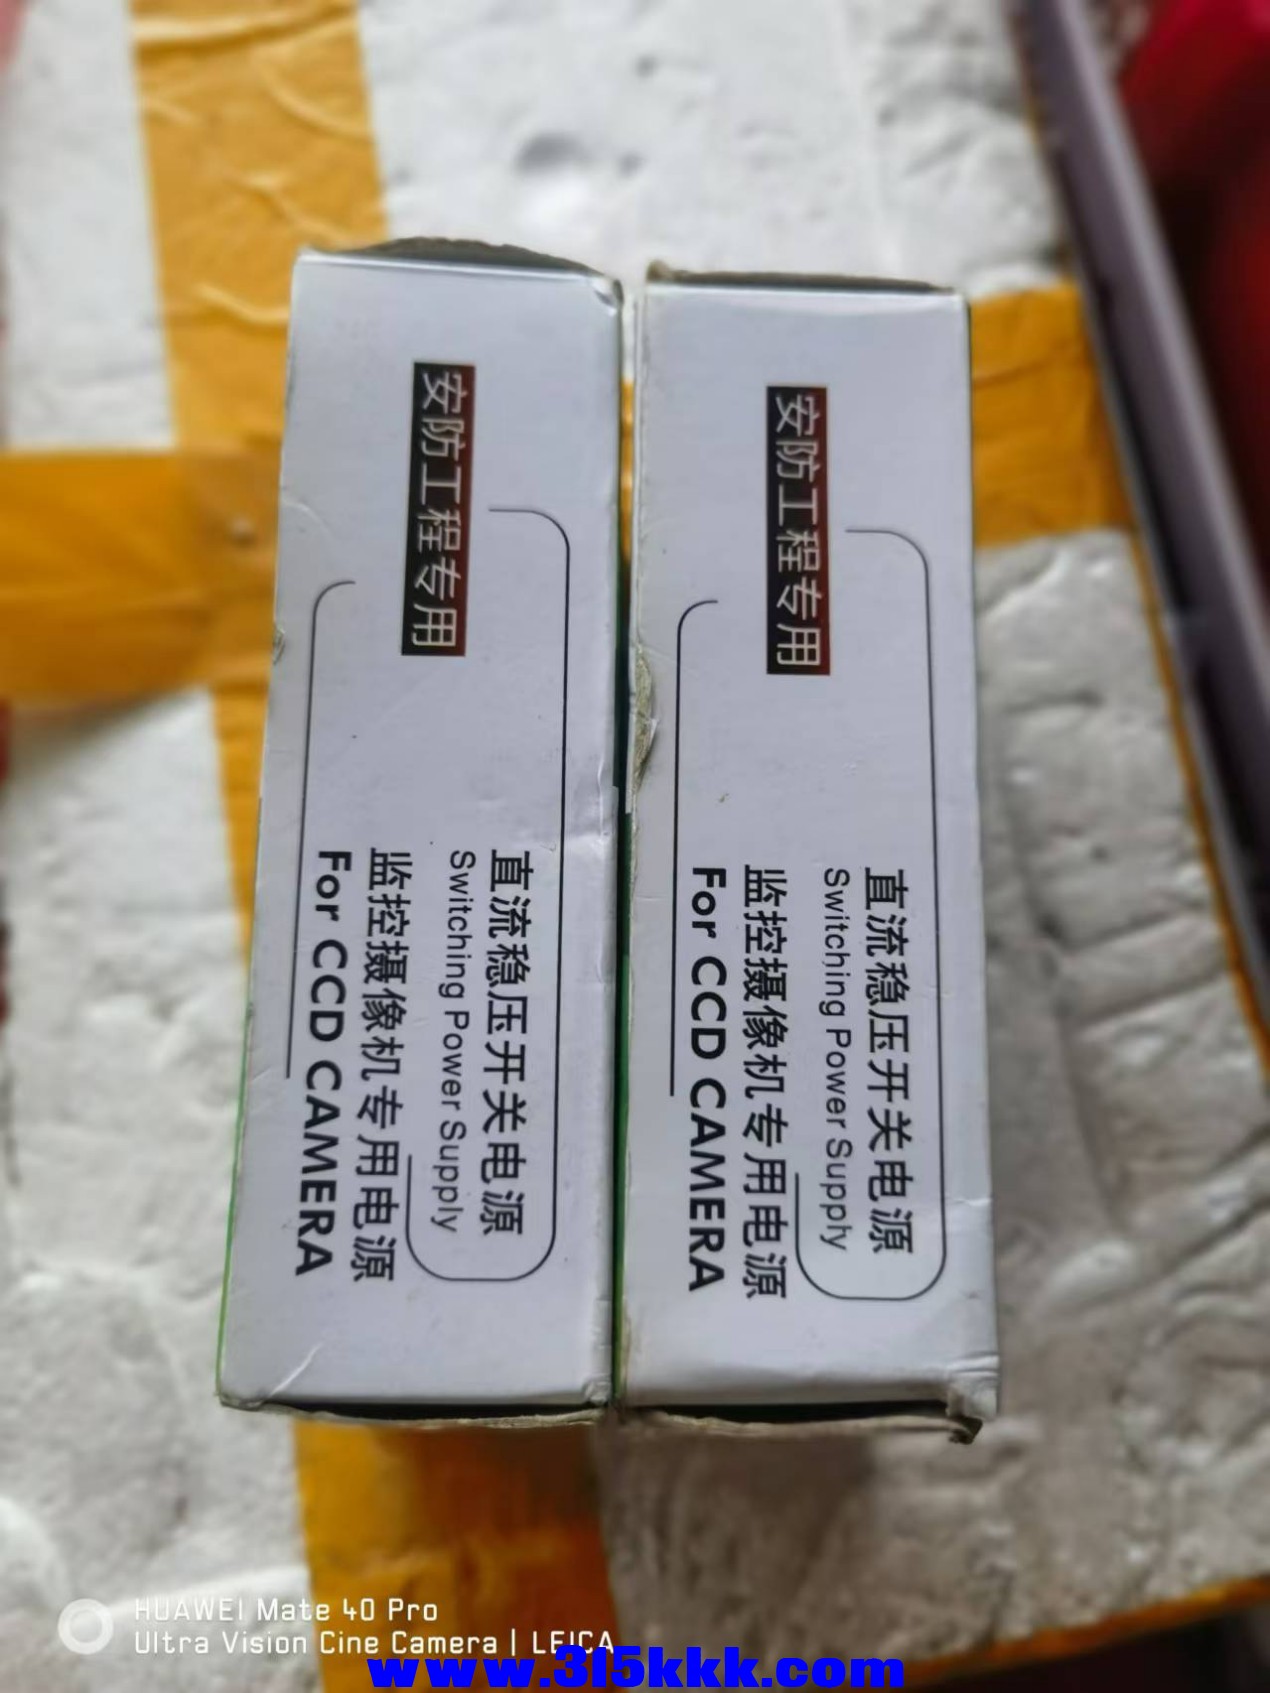 安防工程专用
直流稳压开关电源
Switching Power Supply
监控摄像机专用电源
For CCD CAMERA
安防工程专用
直流稳压开关电源
Switching Power Supply
监控摄像机专用电源
For CCD CAMERA
HUAWEI Mate 40 Pro
Ultra Vision Cine Camera | LEICA
www.3l5kkk.com